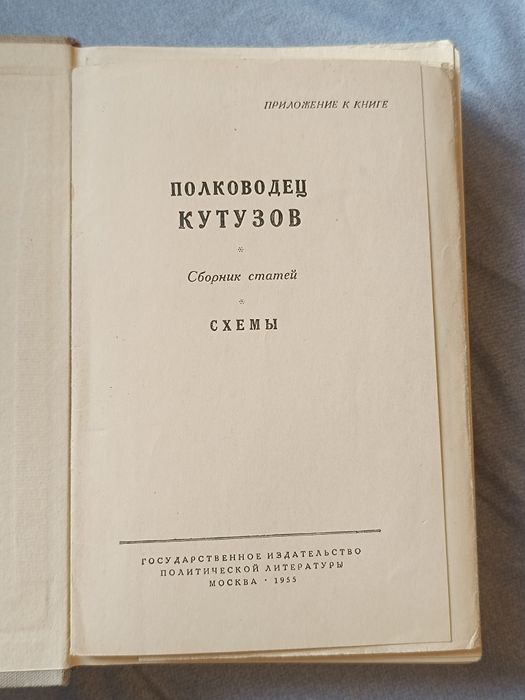 ПРИЛОЖЕНИЕ К КНИГЕ
ПОЛКОВОДЕЦ
КУТУЗОВ
*
Сборник статей
*
СХЕМЫ
ГОСУДАРСТВЕННОЕ ИЗДАТЕЛЬСТВО
ПОЛИТИЧЕСКОЙ ЛИТЕРАТУРЫ
МОСКВА · 1955